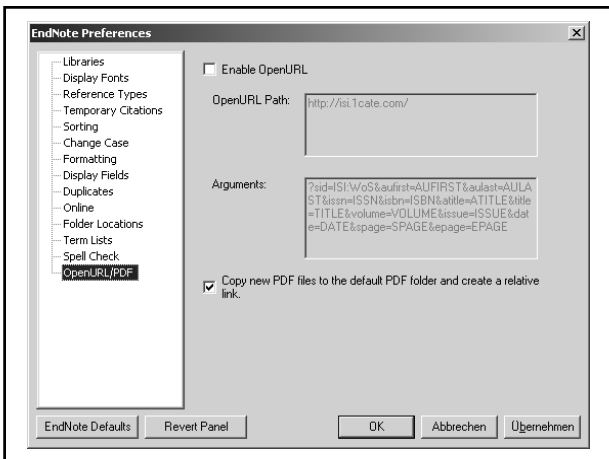 EndNote Preferences
Libraries
Display Fonts
Reference Types
Temporary Citations
Sorting
Change Case
Formatting
Display Fields
Duplicates
Online
Folder Locations
Term Lists
Spell Check
OpenURL/PDF
Enable OpenURL
OpenURL Path:
http://isi.1cate.com/
Arguments:
?sid=ISI:WoS&aufirst=AUFIRST&aulast=AULA
ST&issn=ISSN&isbn=ISBN&atitle=ATITLE&title
=TITLE&volume=VOLUME&issue=ISSUE&dat
e=DATE&spage=SPAGE&epage=EPAGE
Copy new PDF files to the default PDF folder and create a relative
link.
EndNote Defaults
Revert Panel
OK
Abbrechen
Übernehmen